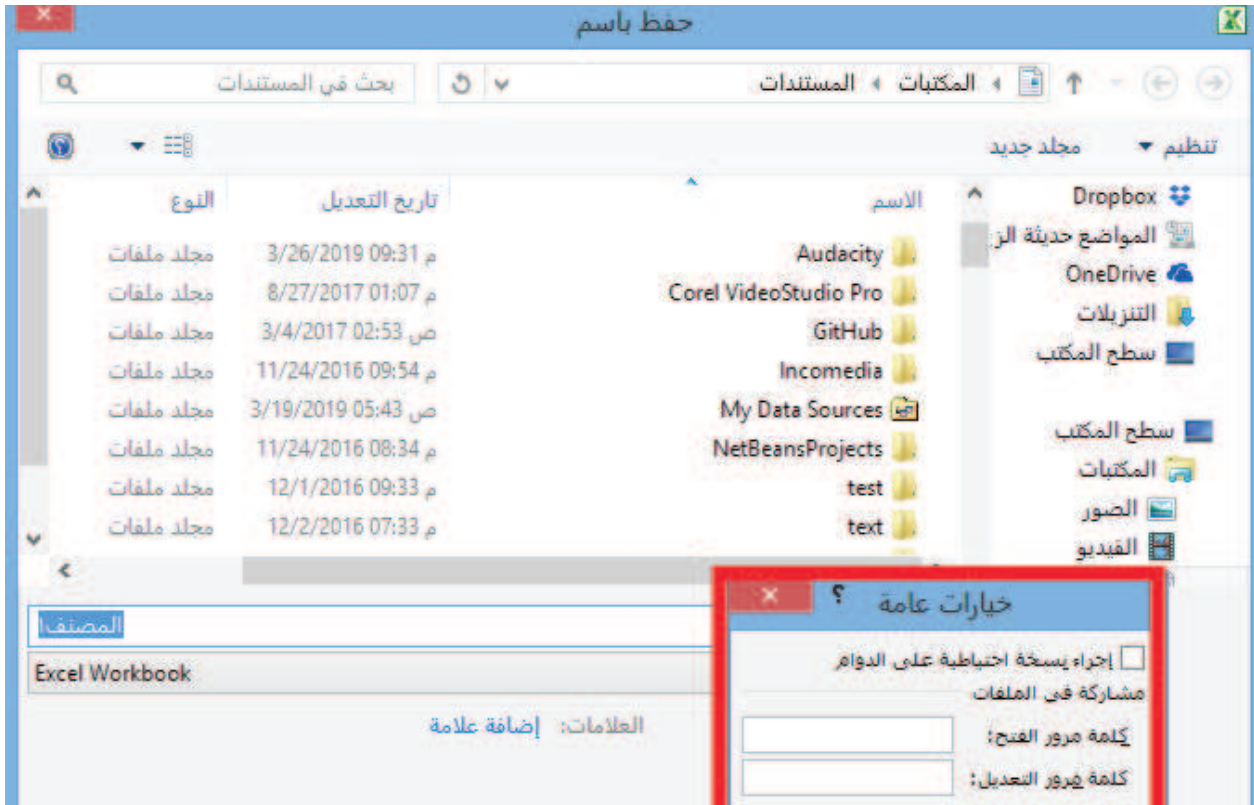 حفظ باسم
المكتبات المستندات
بحث في المستندات
تنظيم
مجلد جديد
Dropbox
المواضع حديثة الز
OneDrive
التنزيلات
سطح المكتب
سطح المكتب
المكتبات
الصور
الفيديو
الاسم تاريخ التعديل النوع
Audacity 3/26/2019 09:31 م مجلد ملفات
Corel VideoStudio Pro 8/27/2017 01:07 م مجلد ملفات
GitHub 3/4/2017 02:53 ص مجلد ملفات
Incomedia 11/24/2016 09:54 م مجلد ملفات
My Data Sources 3/19/2019 05:43 ص مجلد ملفات
NetBeansProjects 11/24/2016 08:34 م مجلد ملفات
test 12/1/2016 09:33 م مجلد ملفات
text 12/2/2016 07:33 م مجلد ملفات
المصنف1
Excel Workbook
العلامات: إضافة علامة
خيارات عامة ؟
إجراء نسخة احتياطية على الدوام
مشاركة في الملفات
كلمة مرور الفتح:
كلمة مرور التعديل: